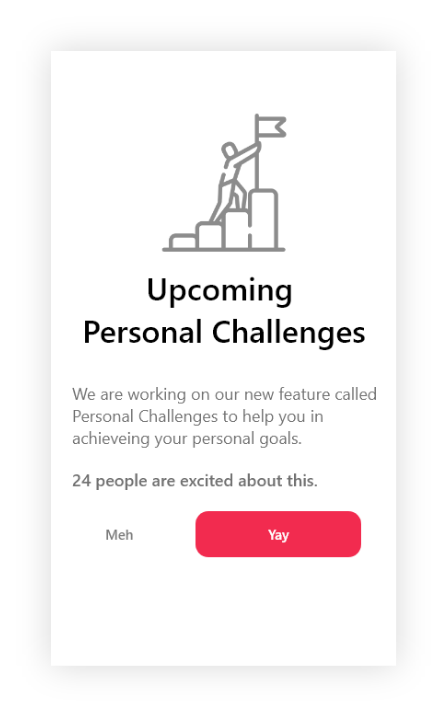 Upcoming
Personal Challenges
We are working on our new feature called
Personal Challenges to help you in
achieveing your personal goals.
24 people are excited about this.
Meh
Yay